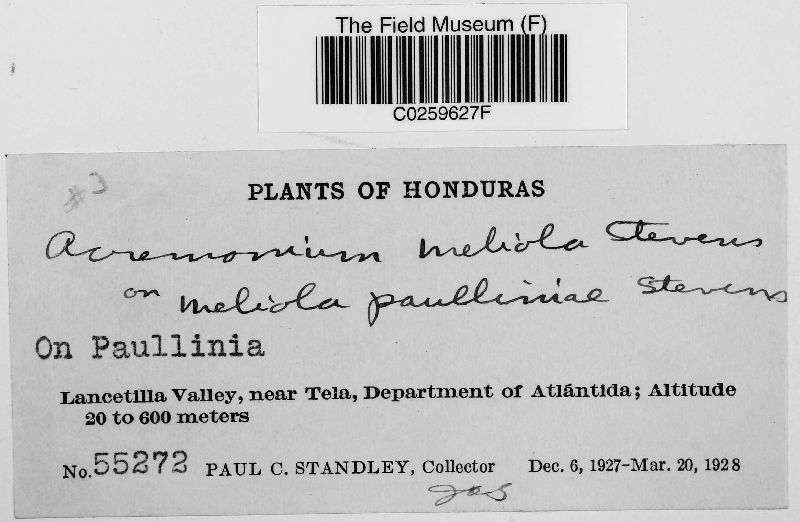 The Field Museum (F)
C0259627F
#3
PLANTS OF HONDURAS
Acremonium meliola Stevens
on meliola paulliniae Stevens
On Paullinia
Lancetilla Valley, near Tela, Department of Atlántida; Altitude
20 to 600 meters
No. 55272 PAUL C. STANDLEY, Collector Dec. 6, 1927–Mar. 20, 1928